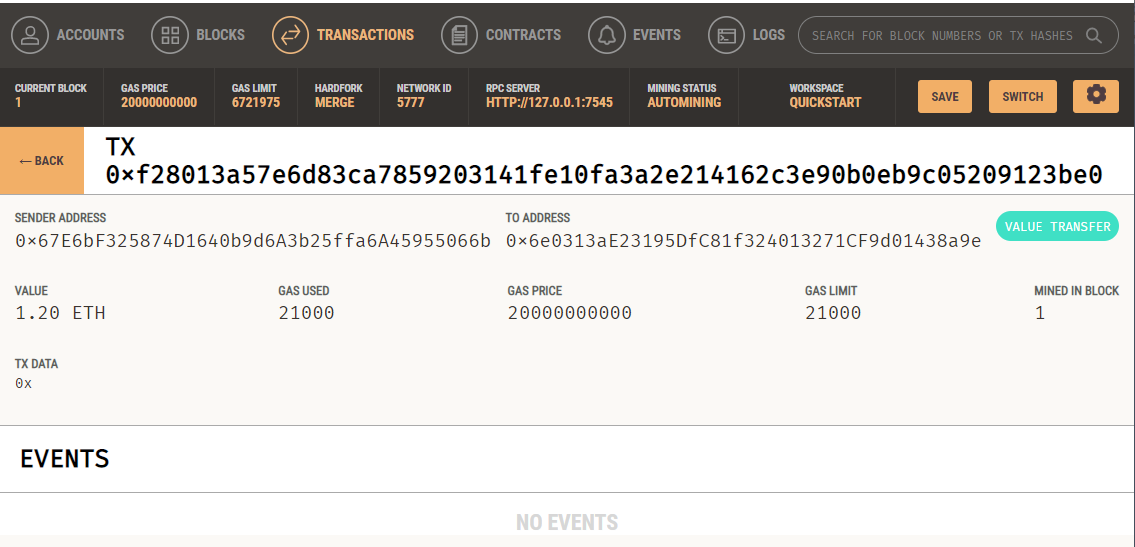 ACCOUNTS BLOCKS TRANSACTIONS CONTRACTS EVENTS LOGS SEARCH FOR BLOCK NUMBERS OR TX HASHES
CURRENT BLOCK GAS PRICE GAS LIMIT HARDFORK NETWORK ID RPC SERVER MINING STATUS WORKSPACE
1 20000000000 6721975 MERGE 5777 HTTP://127.0.0.1:7545 AUTOMINING QUICKSTART
SAVE SWITCH
← BACK
TX
0×f28013a57e6d83ca7859203141fe10fa3a2e214162c3e90b0eb9c05209123be0
SENDER ADDRESS TO ADDRESS
0×67E6bF325874D1640b9d6A3b25ffa6A45955066b 0×6e0313aE23195DfC81f324013271CF9d01438a9e VALUE TRANSFER
VALUE GAS USED GAS PRICE GAS LIMIT MINED IN BLOCK
1.20 ETH 21000 20000000000 21000 1
TX DATA
0x
EVENTS
NO EVENTS